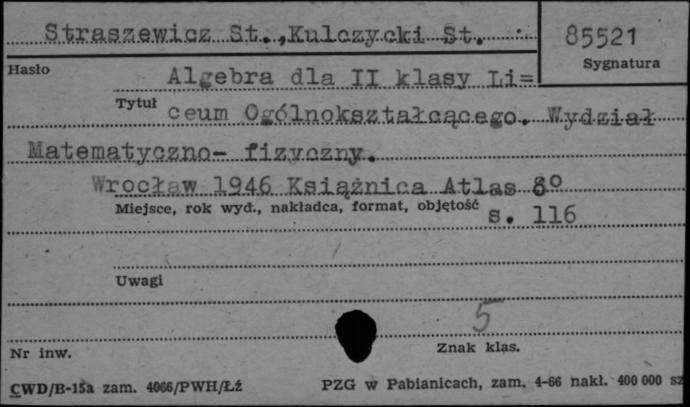 Straszewicz St.,Kulczycki St.
85521
Sygnatura
Hasło
Algebra dla II klasy Li=
Tytuł
ceum Ogólnokształcącego. Wydział
Matematyczno- fizyczny.
Wrocław 1946 Książnica Atlas 8º
Miejsce, rok wyd., nakładca, format, objętość
s. 116
Uwagi
5
Nr inw.
Znak klas.
CWD/B-15a zam. 4066/PWH/Łź
PZG w Pabianicach, zam. 4-66 nakł. 400 000 sz